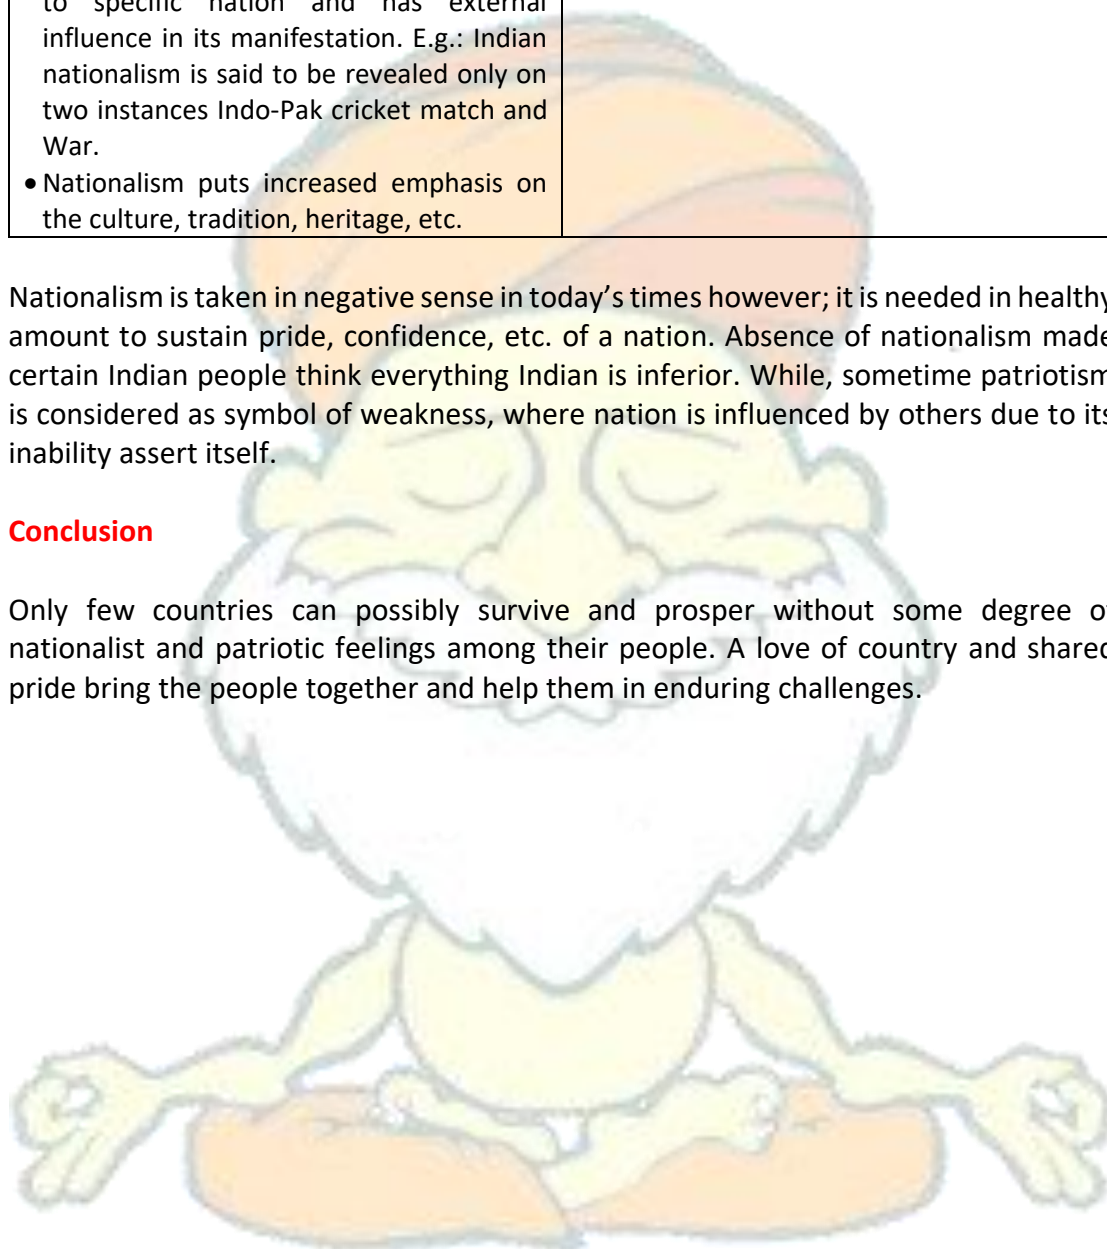 to specific nation and has external
influence in its manifestation. E.g.: Indian
nationalism is said to be revealed only on
two instances Indo-Pak cricket match and
War.
• Nationalism puts increased emphasis on
the culture, tradition, heritage, etc.
Nationalism is taken in negative sense in today’s times however; it is needed in healthy
amount to sustain pride, confidence, etc. of a nation. Absence of nationalism made
certain Indian people think everything Indian is inferior. While, sometime patriotism
is considered as symbol of weakness, where nation is influenced by others due to its
inability assert itself.
Conclusion
Only few countries can possibly survive and prosper without some degree of
nationalist and patriotic feelings among their people. A love of country and shared
pride bring the people together and help them in enduring challenges.